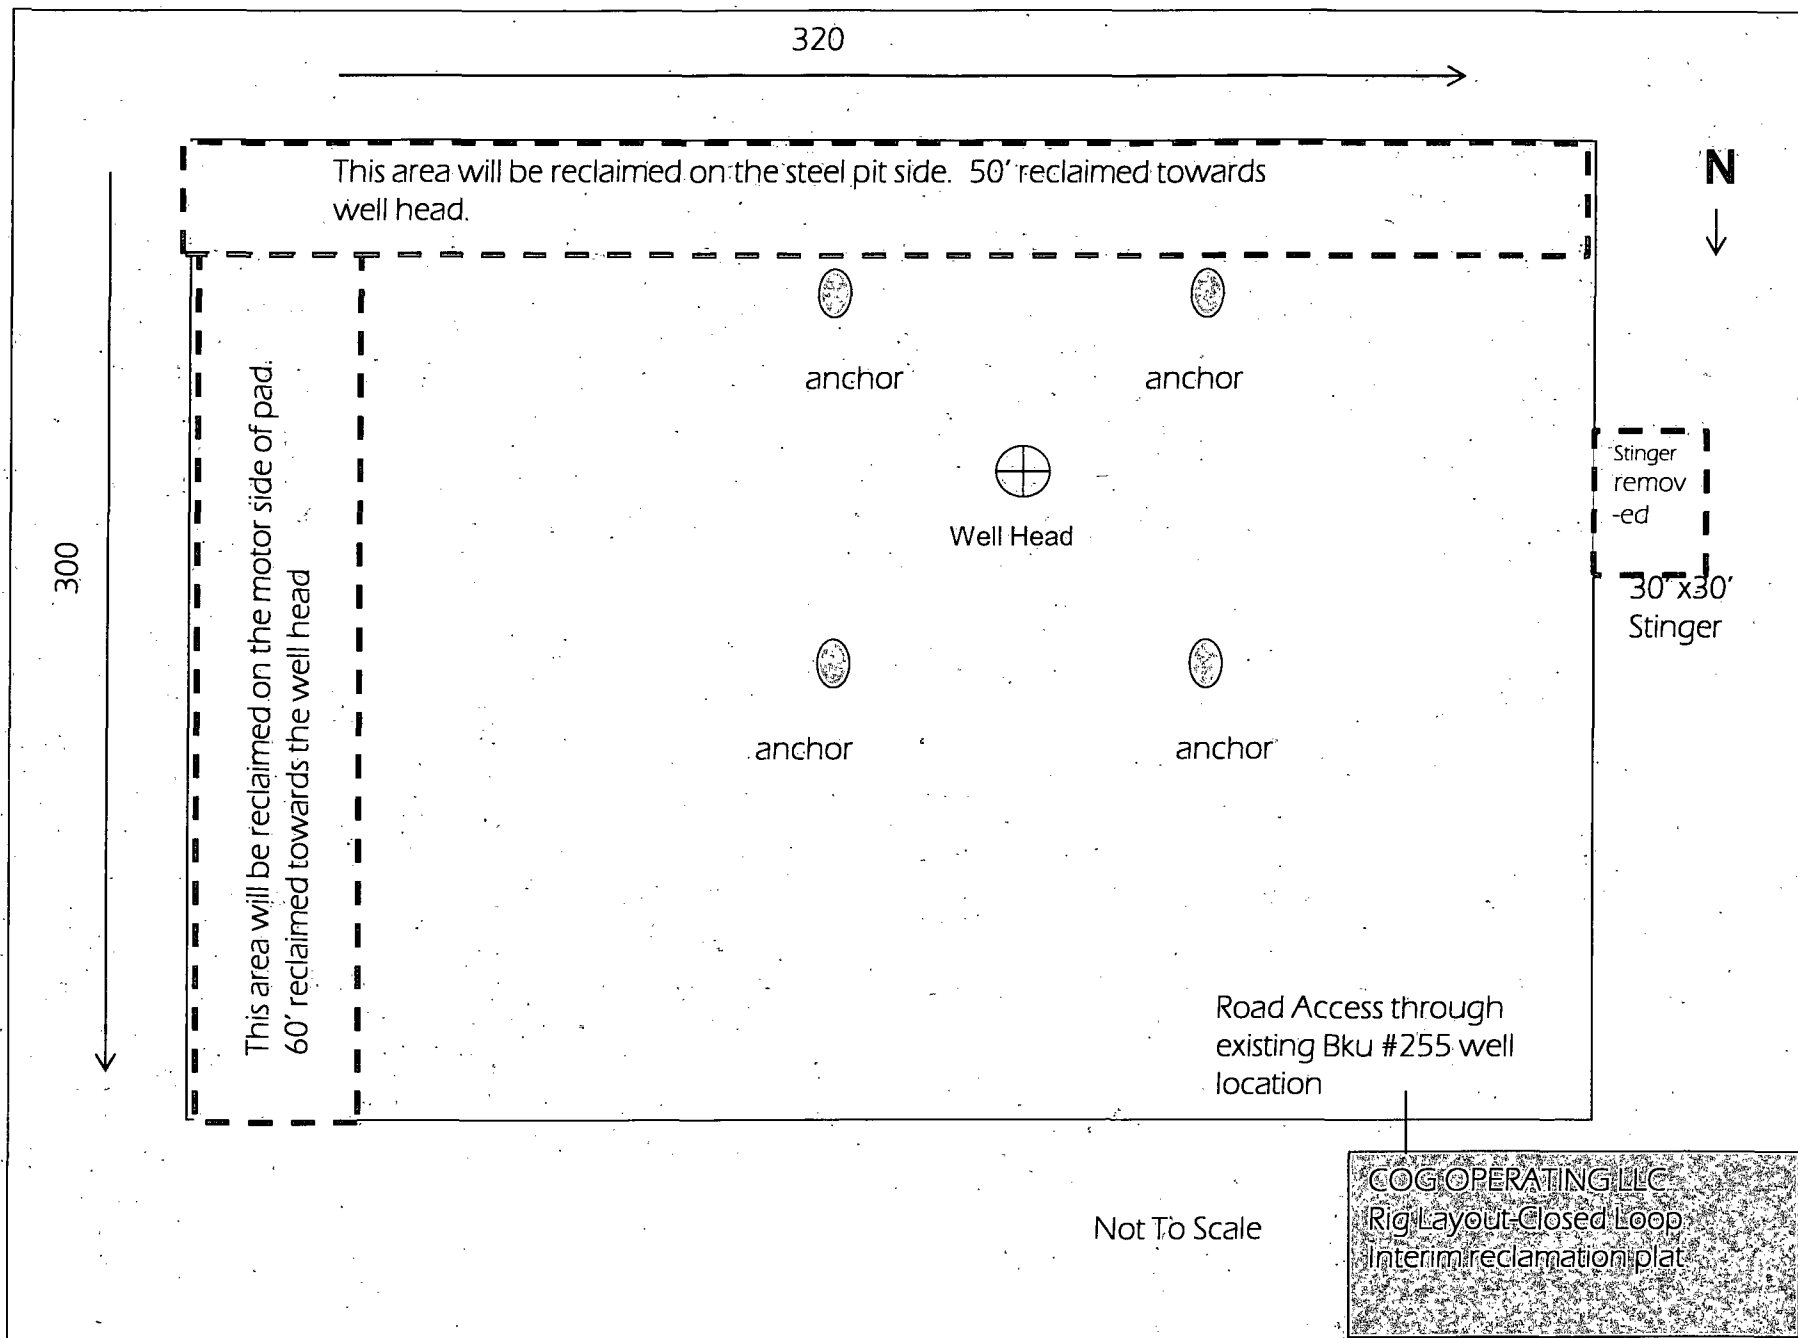 320
This area will be reclaimed on the steel pit side. 50' reclaimed towards
well head.
N
anchor
anchor
Stinger
remov
-ed
Well Head
30'x30'
Stinger
300
This area will be reclaimed on the motor side of pad.
60' reclaimed towards the well head
anchor
anchor
Road Access through
existing Bku #255 well
location
Not To Scale
COG OPERATING LLC
Rig Layout-Closed Loop
Interim reclamation plat